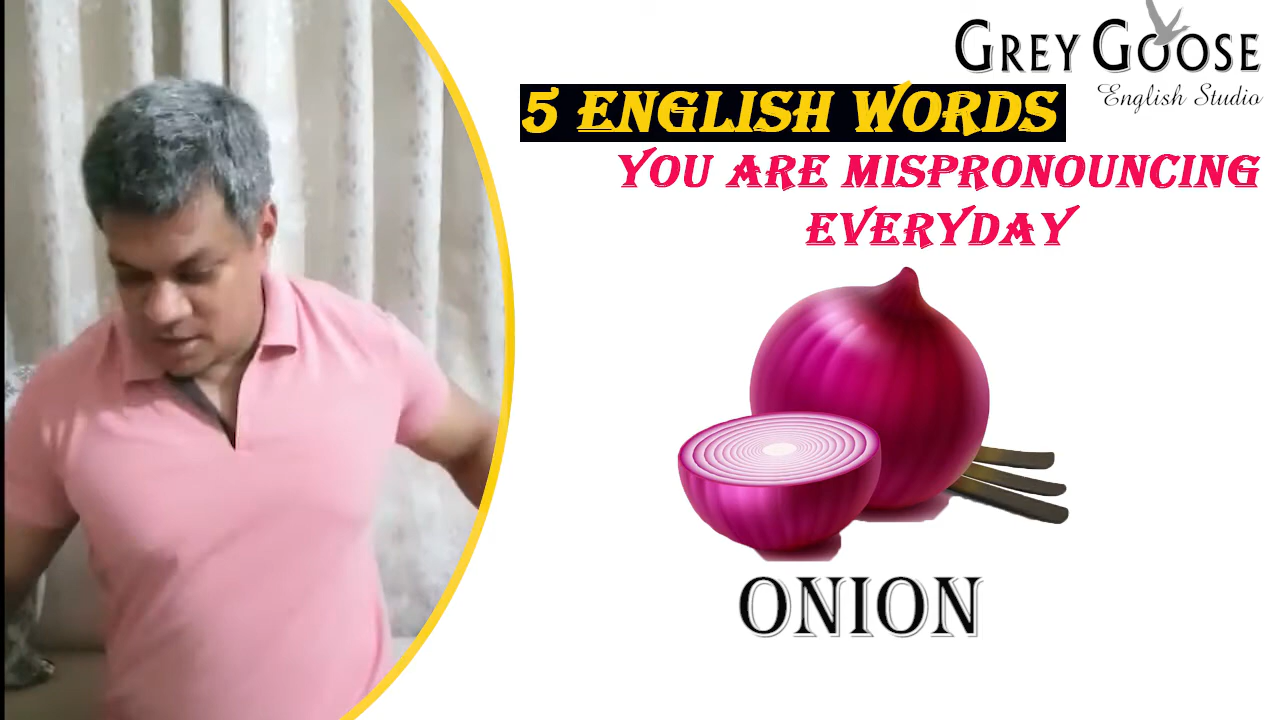 GREY GOOSE
English Studio
5 ENGLISH WORDS
YOU ARE MISPRONOUNCING
EVERYDAY
ONION